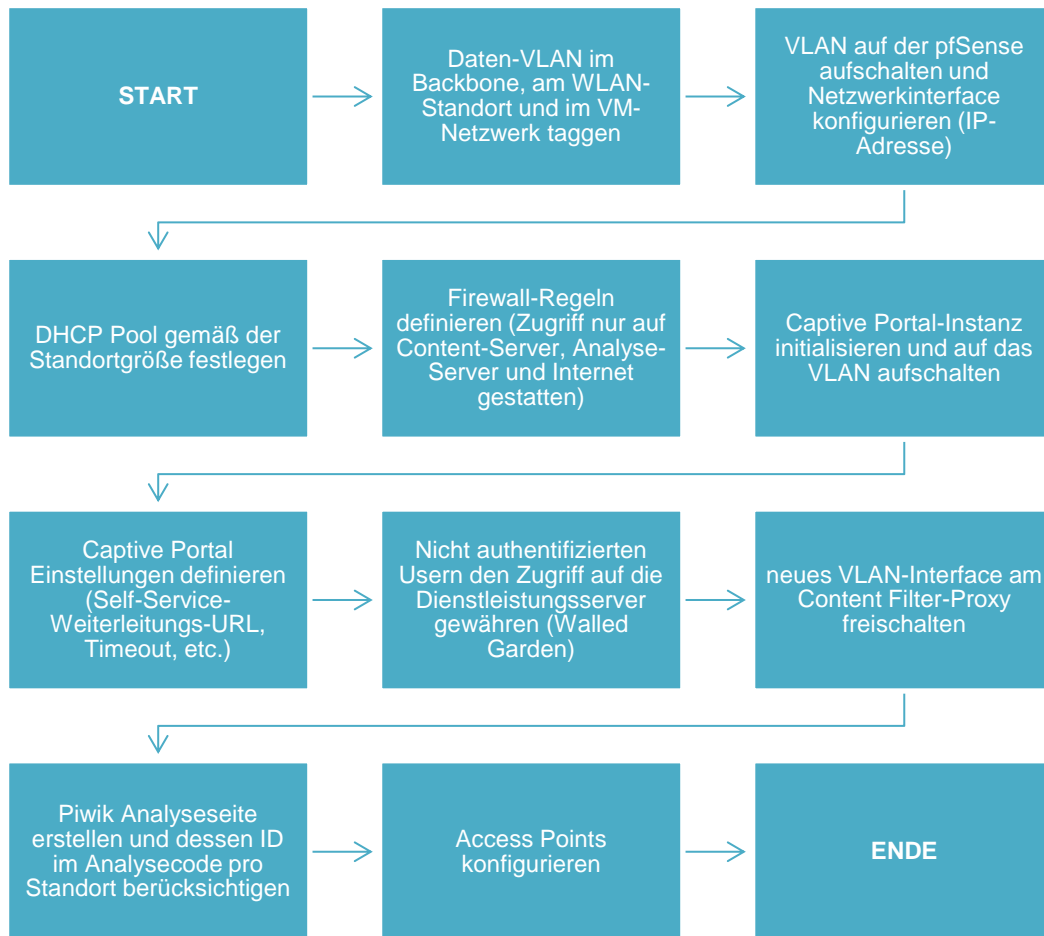 START
Daten-VLAN im
Backbone, am WLAN-
Standort und im VM-
Netzwerk taggen
VLAN auf der pfSense
aufschalten und
Netzwerkinterface
konfigurieren (IP-
Adresse)
DHCP Pool gemäß der
Standortgröße festlegen
Firewall-Regeln
definieren (Zugriff nur auf
Content-Server, Analyse-
Server und Internet
gestatten)
Captive Portal-Instanz
initialisieren und auf das
VLAN aufschalten
Captive Portal
Einstellungen definieren
(Self-Service-
Weiterleitungs-URL,
Timeout, etc.)
Nicht authentifizierten
Usern den Zugriff auf die
Dienstleistungsserver
gewähren (Walled
Garden)
neues VLAN-Interface am
Content Filter-Proxy
freischalten
Piwik Analyseseite
erstellen und dessen ID
im Analysecode pro
Standort berücksichtigen
Access Points
konfigurieren
ENDE